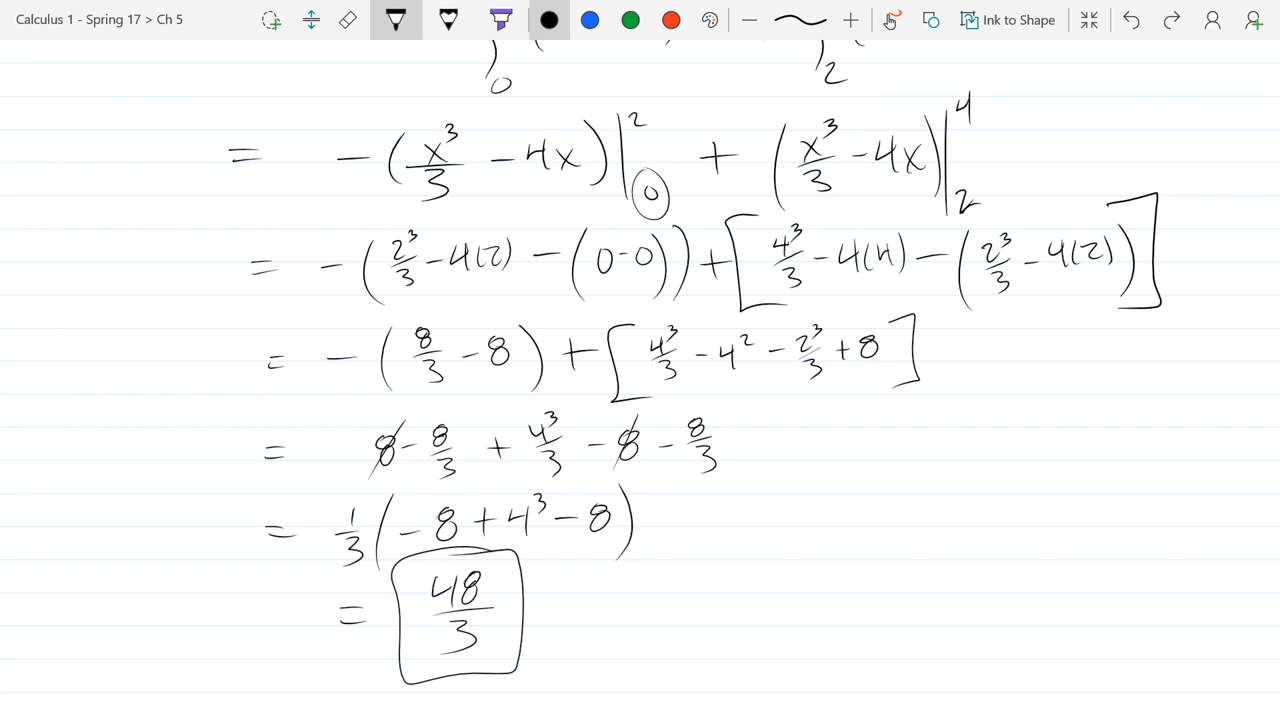 Calculus 1 - Spring 17 > Ch 5 Ink to Shape
∫₀ ( ∫₂ (
= -(x³/3 - 4x)|₀² + (x³/3 - 4x)|₂⁴
= -(2³/3 - 4(2) - (0-0)) + [4³/3 - 4(4) - (2³/3 - 4(2))]
= -(8/3 - 8) + [4³/3 - 4² - 2³/3 + 8]
= 8 - 8/3 + 4³/3 - 8 - 8/3
= 1/3(-8 + 4³ - 8)
= 48/3